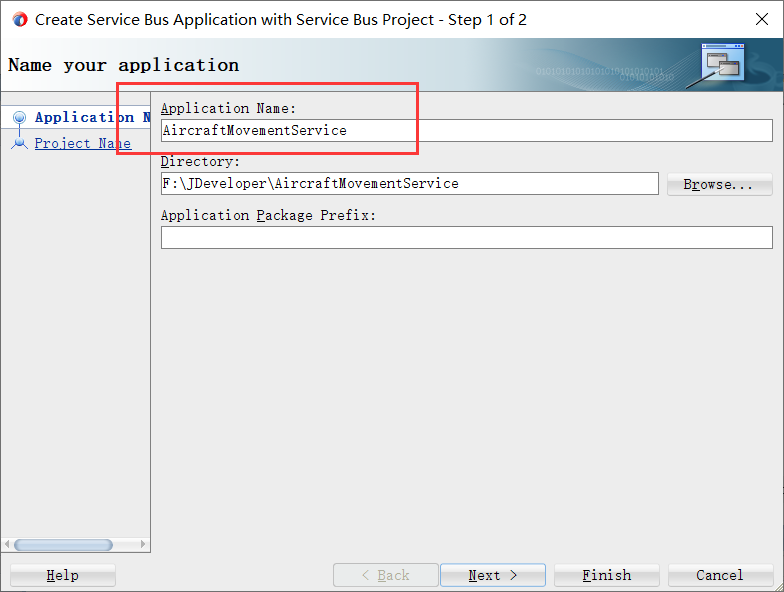 Create Service Bus Application with Service Bus Project - Step 1 of 2
Name your application
Application N
Project Name
Application Name:
AircraftMovementService
Directory:
F:\JDeveloper\AircraftMovementService
Browse...
Application Package Prefix:
Help
< Back
Next >
Finish
Cancel